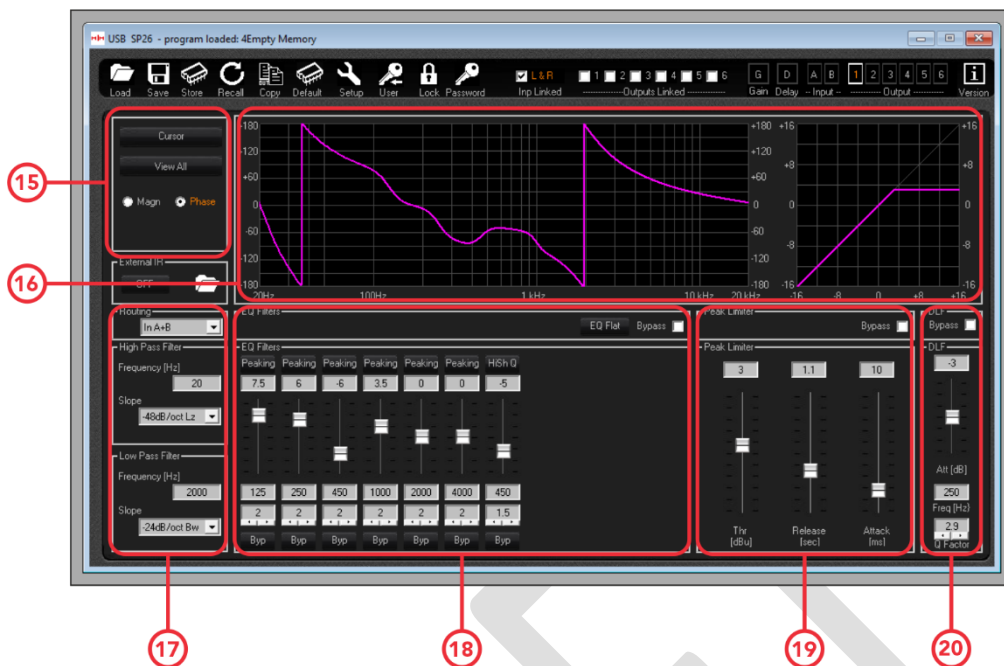 USB SP26 - program loaded: 4Empty Memory
Load Save Store Recall Copy Default Setup User Lock Password
L & R
Inp Linked
1 2 3 4 5 6
----------Outputs Linked----------
G D A B 1 2 3 4 5 6
Gain Delay -- Input -- -------- Output --------
Version
Cursor
View All
Magn Phase
15
-180 +180
-120 +120
+60 +60
0 0
-60 -60
-120 -120
-180 -180
20Hz 100Hz 1 kHz 10 kHz 20 kHz
+16 +16
+8 +8
0 0
-8 -8
-16 -16
-16 -8 0 +8 +16
16
External IR
OFF
Routing
In A+B
High Pass Filter
Frequency [Hz]
20
Slope
-48dB/oct Lz
Low Pass Filter
Frequency [Hz]
2000
Slope
-24dB/oct Bw
17
EQ Filters
EQ Flat Bypass
EQ Filters
Peaking Peaking Peaking Peaking Peaking Peaking HiSh Q
7.5 6 -6 3.5 0 0 -5
125 250 450 1000 2000 4000 450
2 2 2 2 2 2 1.5
Byp Byp Byp Byp Byp Byp Byp
18
Peak Limiter
Bypass
Peak Limiter
3 1.1 10
Thr Release Attack
[dBu] [sec] [ms]
19
DLF
Bypass
DLF
-3
Att [dB]
250
Freq [Hz]
2.9
Q Factor
20